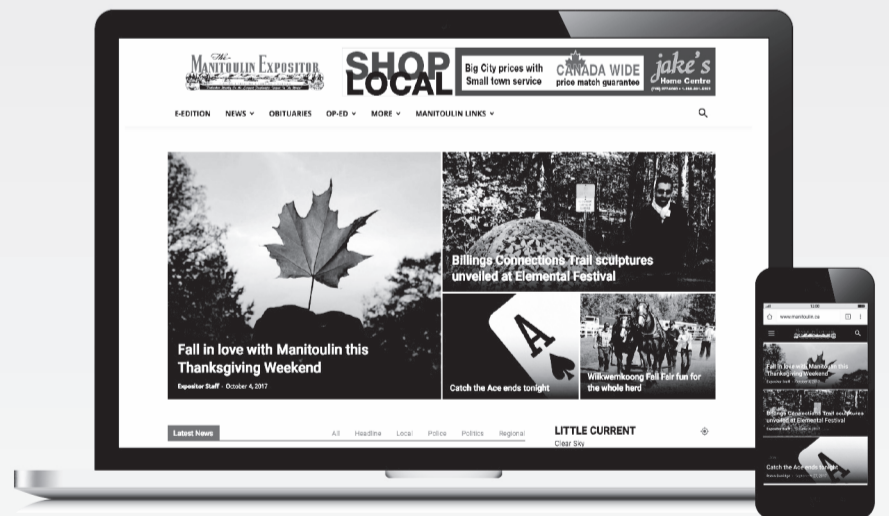 The
MANITOULIN EXPOSITOR
SHOP
LOCAL
Big City prices with
Small town service
CANADA WIDE
price match guarantee
jake's
Home Centre
E-EDITION NEWS OBITUARIES OP-ED MORE MANITOULIN LINKS
Billings Connections Trail sculptures
unveiled at Elemental Festival
Fall in love with Manitoulin this
Thanksgiving Weekend
Expositor Staff - October 4, 2017
A
Catch the Ace ends tonight
Wiikwemkoong Fall Fair fun for
the whole herd
Latest News All Headline Local Police Politics Regional
LITTLE CURRENT
Clear Sky
12:00
www.manitoulin.ca
Fall in love with Manitoulin this
Thanksgiving Weekend
Expositor Staff
Billings Connections Trail sculptures
unveiled at Elemental Festival
Catch the Ace ends tonight